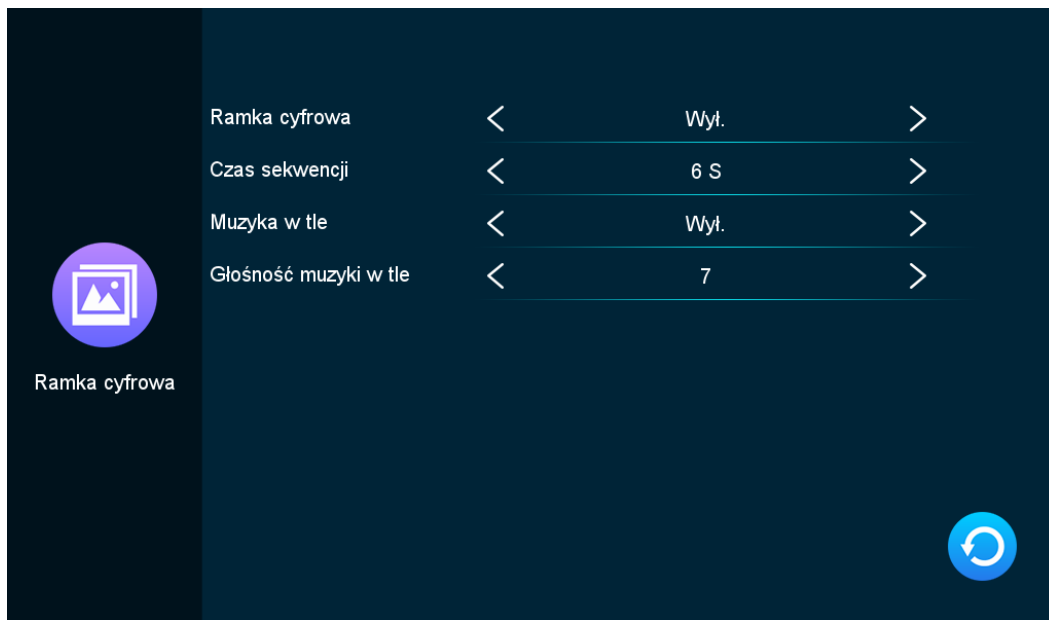 Ramka cyfrowa Wył.
Czas sekwencji 6 S
Muzyka w tle Wył.
Głośność muzyki w tle 7
Ramka cyfrowa